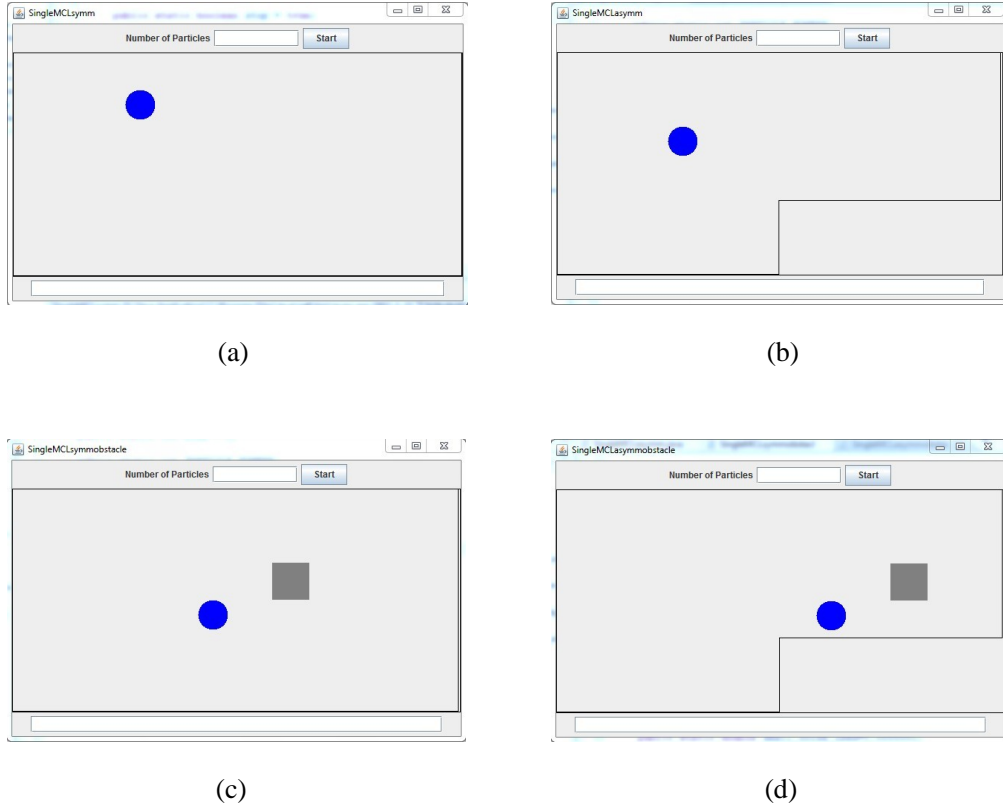 SingleMCLsymm
Number of Particles
Start
SingleMCLasymm
Number of Particles
Start
(a)
(b)
SingleMCLsymmobstacle
Number of Particles
Start
SingleMCLasymmobstacle
Number of Particles
Start
(c)
(d)